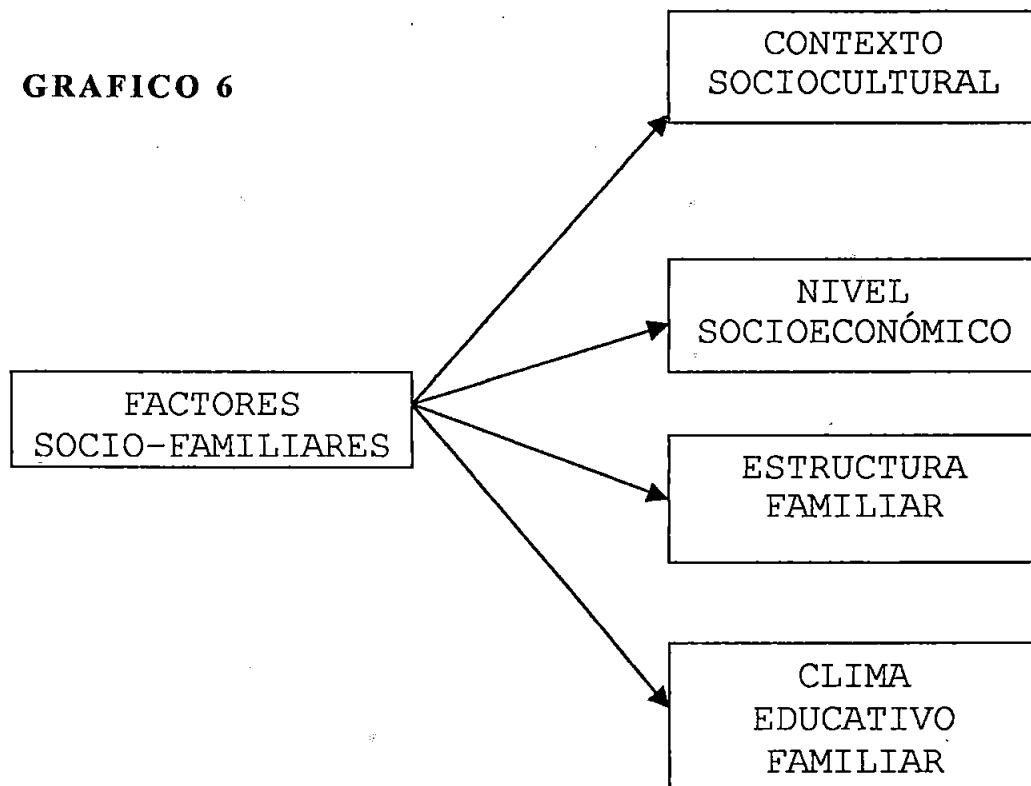 GRAFICO 6
CONTEXTO
SOCIOCULTURAL
NIVEL
SOCIOECONÓMICO
FACTORES
SOCIO-FAMILIARES
ESTRUCTURA
FAMILIAR
CLIMA
EDUCATIVO
FAMILIAR